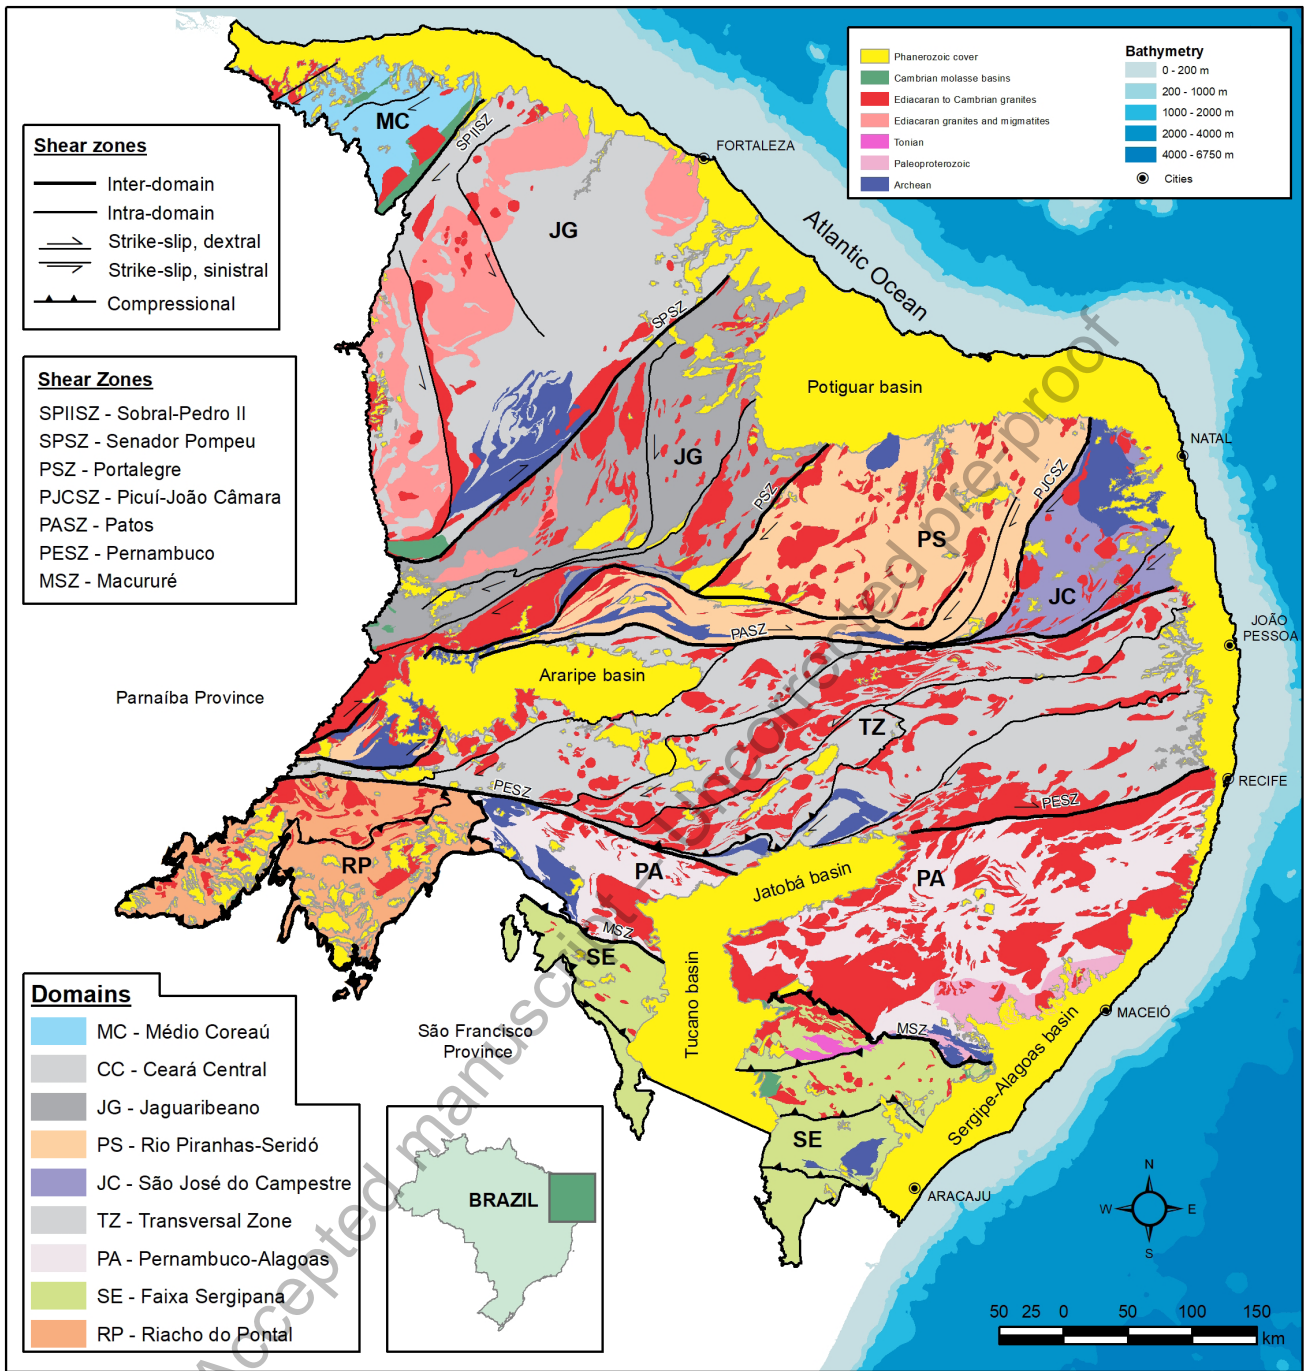 Phanerozoic cover
Cambrian molasse basins
Ediacaran to Cambrian granites
Ediacaran granites and migmatites
Tonian
Paleoproterozoic
Archean
Bathymetry
0 - 200 m
200 - 1000 m
1000 - 2000 m
2000 - 4000 m
4000 - 6750 m
Cities
Shear zones
Inter-domain
Intra-domain
Strike-slip, dextral
Strike-slip, sinistral
Compressional
Shear Zones
SPIISZ - Sobral-Pedro II
SPSZ - Senador Pompeu
PSZ - Portalegre
PJCSZ - Picuí-João Câmara
PASZ - Patos
PESZ - Pernambuco
MSZ - Macururé
MC
SPIISZ
FORTALEZA
JG
Atlantic Ocean
SPSZ
Potiguar basin
NATAL
JG
PSZ
PJCSZ
PS
JC
PASZ
JOÃO
PESSOA
Araripe basin
Parnaíba Province
TZ
PESZ
PESZ
RECIFE
RP
PA
Jatobá basin
PA
MSZ
SE
Tucano basin
São Francisco
Province
MSZ
MACEIÓ
Sergipe-Alagoas basin
SE
ARACAJU
Domains
MC - Médio Coreaú
CC - Ceará Central
JG - Jaguaribeano
PS - Rio Piranhas-Seridó
JC - São José do Campestre
TZ - Transversal Zone
PA - Pernambuco-Alagoas
SE - Faixa Sergipana
RP - Riacho do Pontal
BRAZIL
N
W
E
S
50 25 0 50 100 150
km
Accepted manuscript - Uncorrected pre-proof